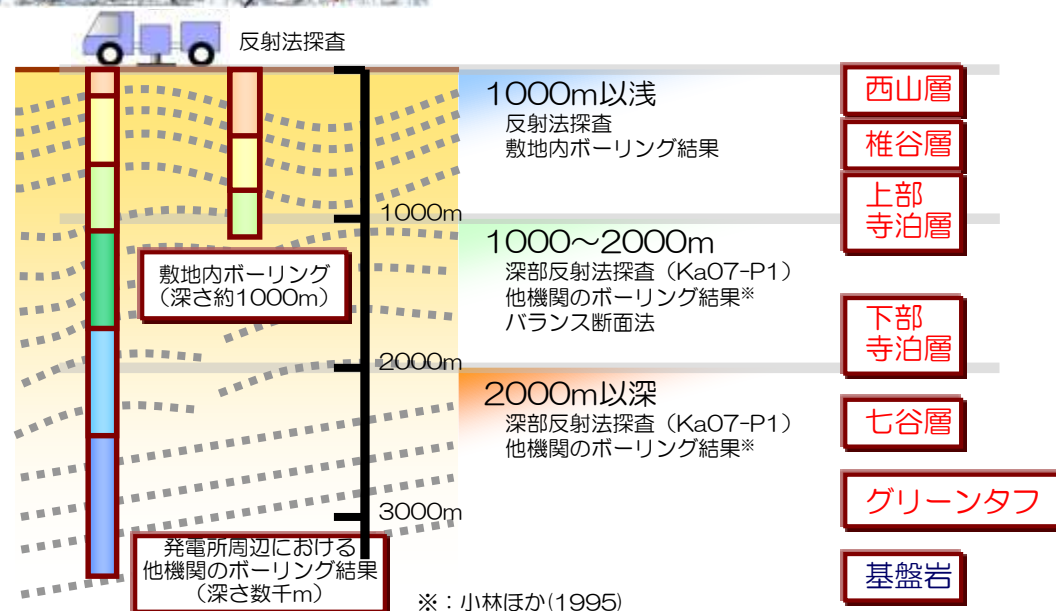 反射法探査
1000m以浅
反射法探査
敷地内ボーリング結果
1000m
1000～2000m
深部反射法探査（Ka07-P1）
他機関のボーリング結果※
バランス断面法
敷地内ボーリング
（深さ約1000m）
2000m
2000m以深
深部反射法探査（Ka07-P1）
他機関のボーリング結果※
3000m
発電所周辺における
他機関のボーリング結果
（深さ数千m）
※：小林ほか(1995)
西山層
椎谷層
上部
寺泊層
下部
寺泊層
七谷層
グリーンタフ
基盤岩